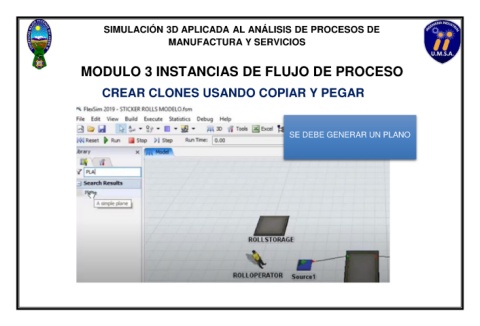 SIMULACIÓN 3D APLICADA AL ANÁLISIS DE PROCESOS DE
MANUFACTURA Y SERVICIOS
U.M.S.A.
MODULO 3 INSTANCIAS DE FLUJO DE PROCESO
CREAR CLONES USANDO COPIAR Y PEGAR
FlexSim 2019 - STICKER ROLLS MODELO.fsm
File Edit View Build Execute Statistics Debug Help
3D Tools Excel
Reset Run Stop Step Run Time: 0.00
SE DEBE GENERAR UN PLANO
Library Model
PLA
Search Results
A simple plane
ROLLSTORAGE
ROLLOPERATOR Source1